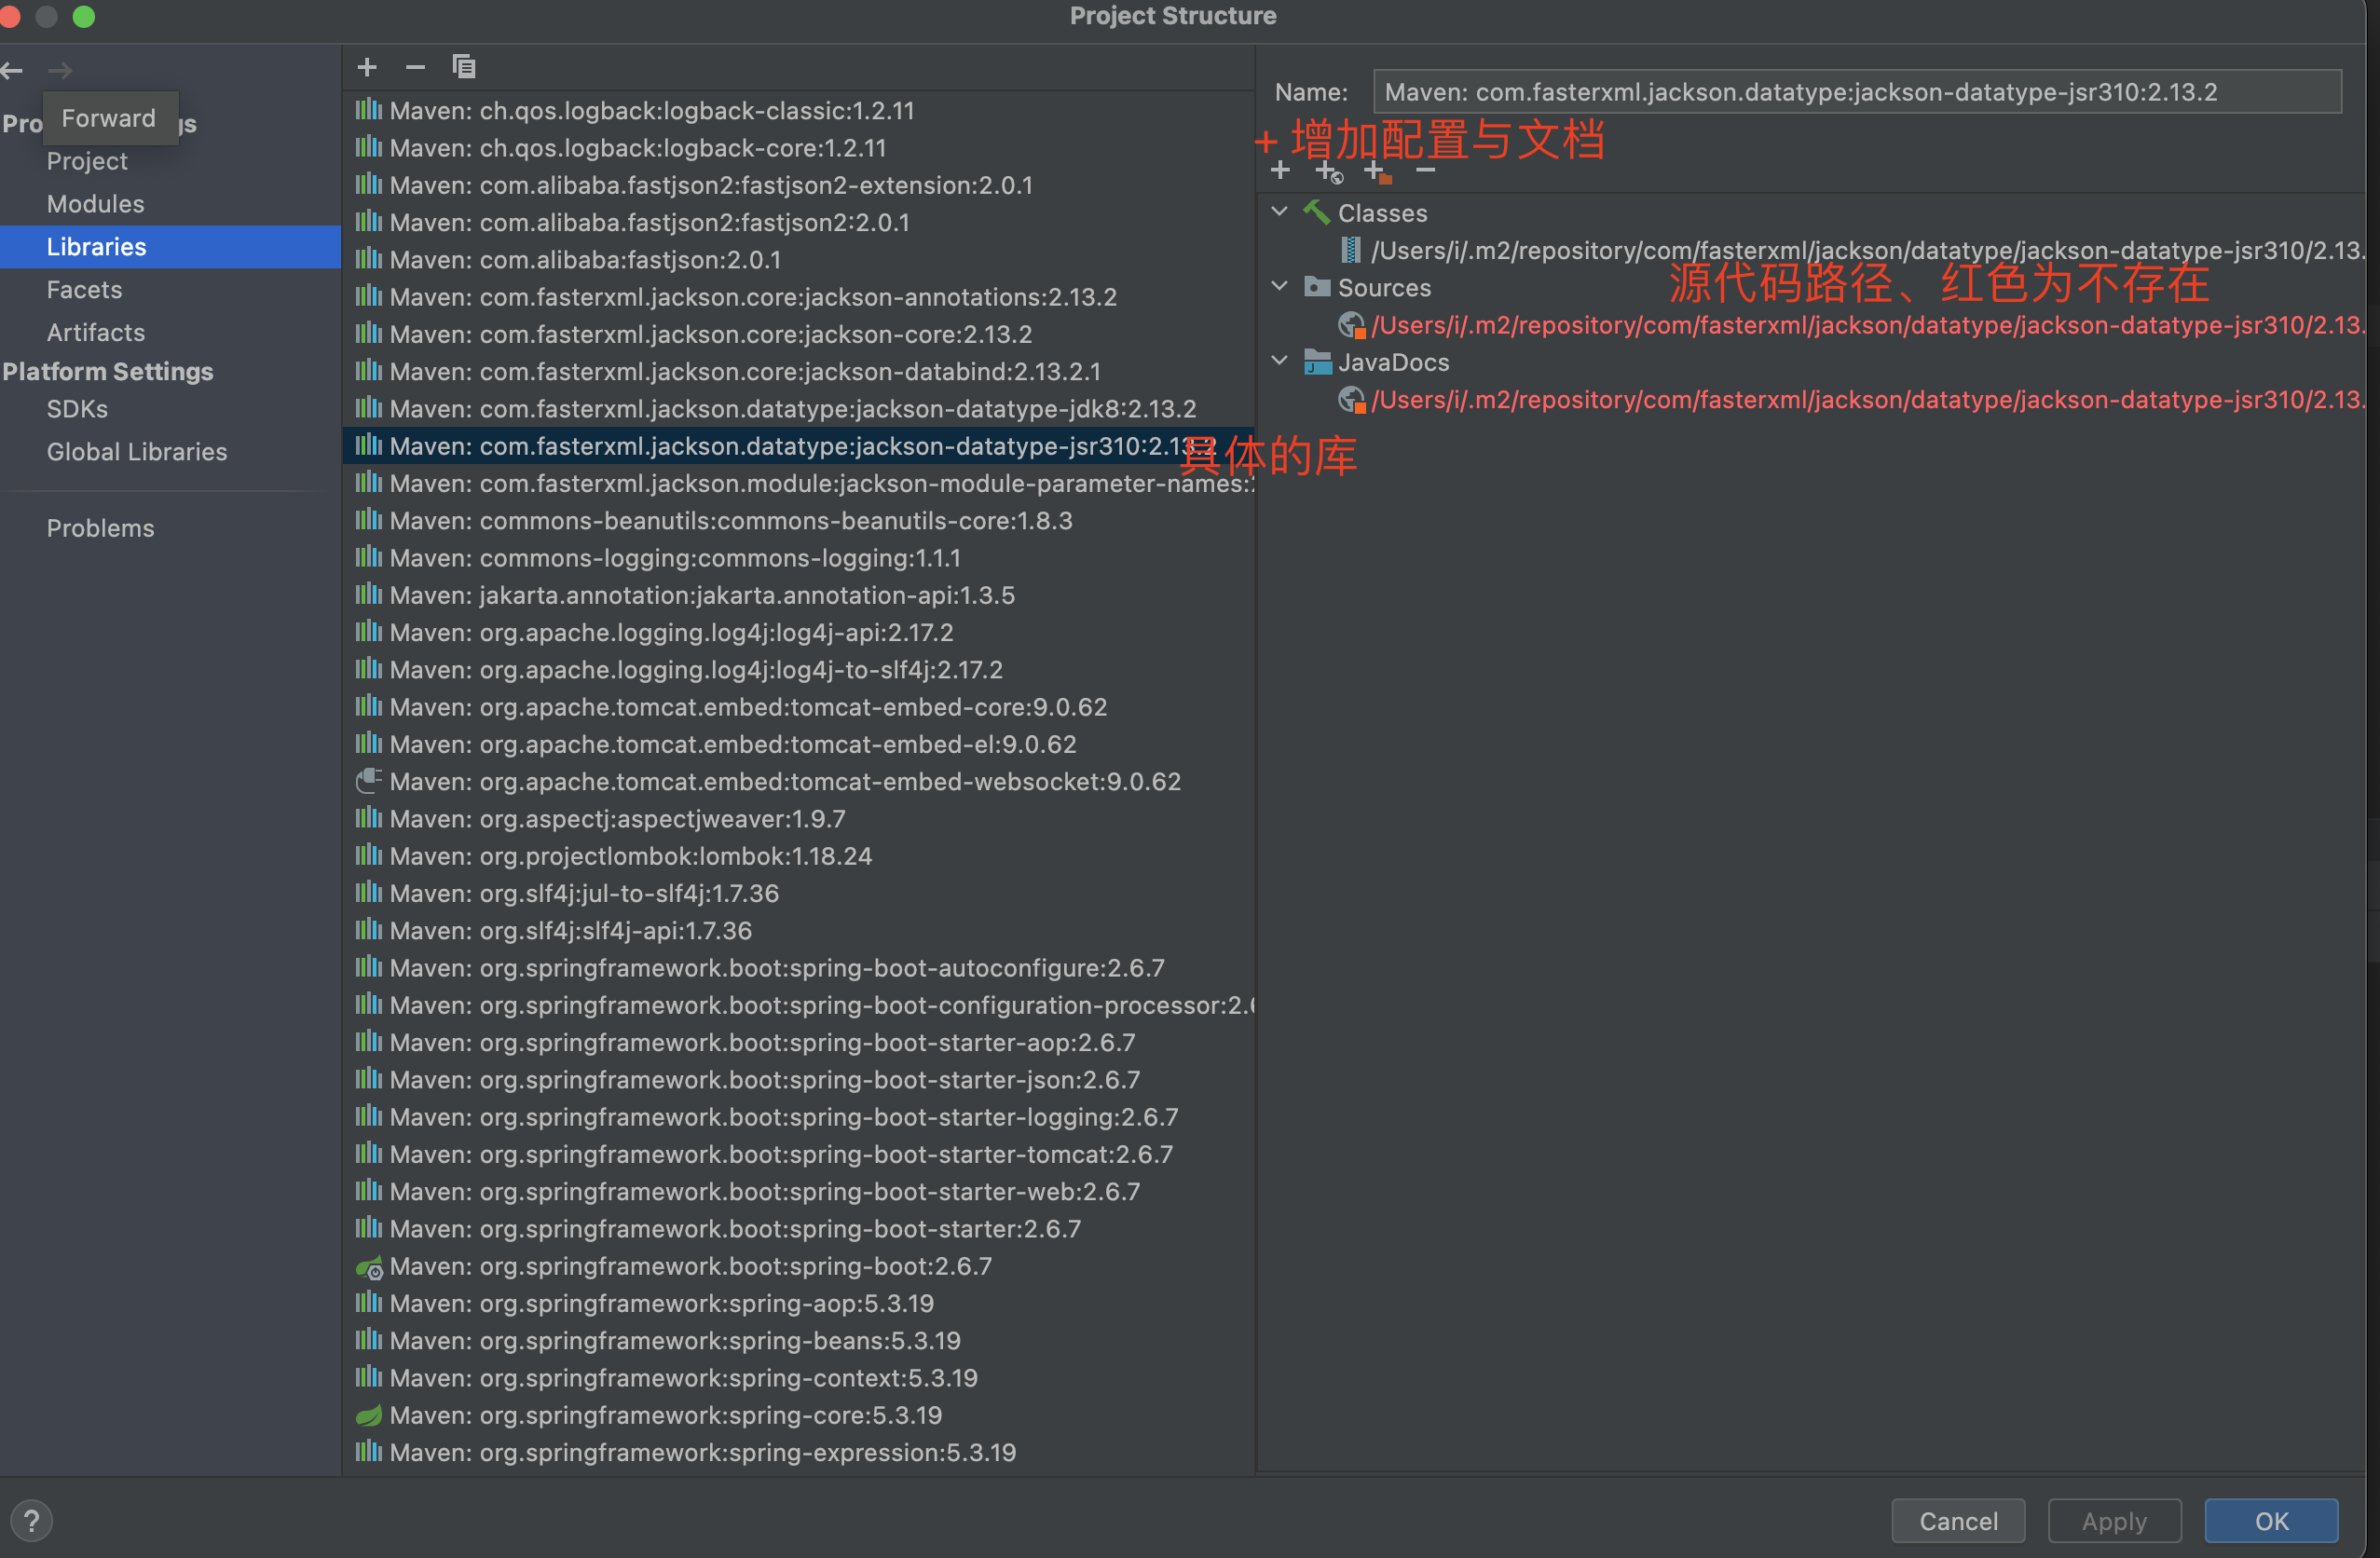 Project Structure
Forward
Pro
gs
Project
Modules
Libraries
Facets
Artifacts
Platform Settings
SDKs
Global Libraries
Problems
Maven: ch.qos.logback:logback-classic:1.2.11
Maven: ch.qos.logback:logback-core:1.2.11
Maven: com.alibaba.fastjson2:fastjson2-extension:2.0.1
Maven: com.alibaba.fastjson2:fastjson2:2.0.1
Maven: com.alibaba:fastjson:2.0.1
Maven: com.fasterxml.jackson.core:jackson-annotations:2.13.2
Maven: com.fasterxml.jackson.core:jackson-core:2.13.2
Maven: com.fasterxml.jackson.core:jackson-databind:2.13.2.1
Maven: com.fasterxml.jackson.datatype:jackson-datatype-jdk8:2.13.2
Maven: com.fasterxml.jackson.datatype:jackson-datatype-jsr310:2.13.2
具体的库
Maven: com.fasterxml.jackson.module:jackson-module-parameter-names:
Maven: commons-beanutils:commons-beanutils-core:1.8.3
Maven: commons-logging:commons-logging:1.1.1
Maven: jakarta.annotation:jakarta.annotation-api:1.3.5
Maven: org.apache.logging.log4j:log4j-api:2.17.2
Maven: org.apache.logging.log4j:log4j-to-slf4j:2.17.2
Maven: org.apache.tomcat.embed:tomcat-embed-core:9.0.62
Maven: org.apache.tomcat.embed:tomcat-embed-el:9.0.62
Maven: org.apache.tomcat.embed:tomcat-embed-websocket:9.0.62
Maven: org.aspectj:aspectjweaver:1.9.7
Maven: org.projectlombok:lombok:1.18.24
Maven: org.slf4j:jul-to-slf4j:1.7.36
Maven: org.slf4j:slf4j-api:1.7.36
Maven: org.springframework.boot:spring-boot-autoconfigure:2.6.7
Maven: org.springframework.boot:spring-boot-configuration-processor:2.6
Maven: org.springframework.boot:spring-boot-starter-aop:2.6.7
Maven: org.springframework.boot:spring-boot-starter-json:2.6.7
Maven: org.springframework.boot:spring-boot-starter-logging:2.6.7
Maven: org.springframework.boot:spring-boot-starter-tomcat:2.6.7
Maven: org.springframework.boot:spring-boot-starter-web:2.6.7
Maven: org.springframework.boot:spring-boot-starter:2.6.7
Maven: org.springframework.boot:spring-boot:2.6.7
Maven: org.springframework:spring-aop:5.3.19
Maven: org.springframework:spring-beans:5.3.19
Maven: org.springframework:spring-context:5.3.19
Maven: org.springframework:spring-core:5.3.19
Maven: org.springframework:spring-expression:5.3.19
Name: Maven: com.fasterxml.jackson.datatype:jackson-datatype-jsr310:2.13.2
+ 增加配置与文档
Classes
/Users/i/.m2/repository/com/fasterxml/jackson/datatype/jackson-datatype-jsr310/2.13.
源代码路径、红色为不存在
Sources
/Users/i/.m2/repository/com/fasterxml/jackson/datatype/jackson-datatype-jsr310/2.13.
JavaDocs
/Users/i/.m2/repository/com/fasterxml/jackson/datatype/jackson-datatype-jsr310/2.13.
?
Cancel
Apply
OK